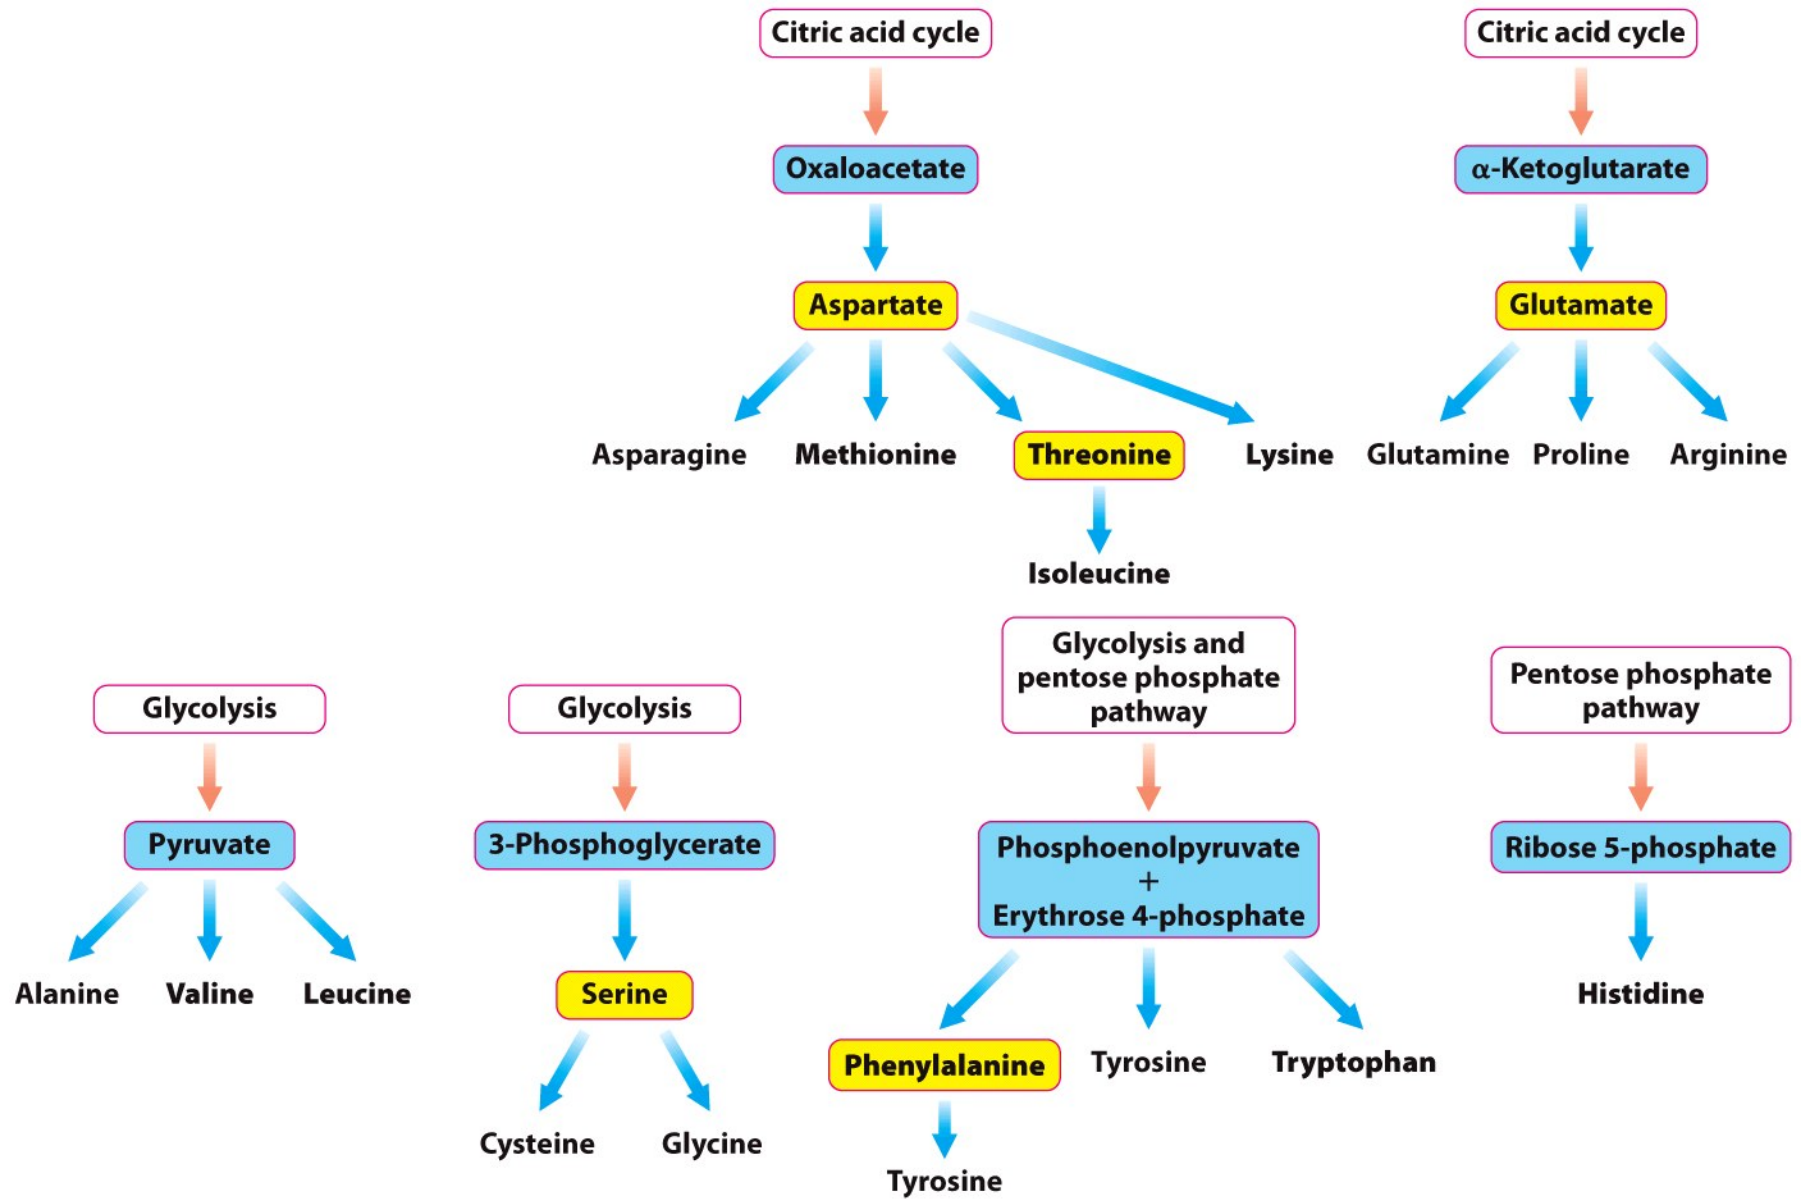 Citric acid cycle
Citric acid cycle
Oxaloacetate
α-Ketoglutarate
Aspartate
Glutamate
Asparagine
Methionine
Threonine
Lysine
Glutamine
Proline
Arginine
Isoleucine
Glycolysis
Glycolysis
Glycolysis and
pentose phosphate
pathway
Pentose phosphate
pathway
Pyruvate
3-Phosphoglycerate
Phosphoenolpyruvate
+
Erythrose 4-phosphate
Ribose 5-phosphate
Alanine
Valine
Leucine
Serine
Histidine
Phenylalanine
Tyrosine
Tryptophan
Cysteine
Glycine
Tyrosine